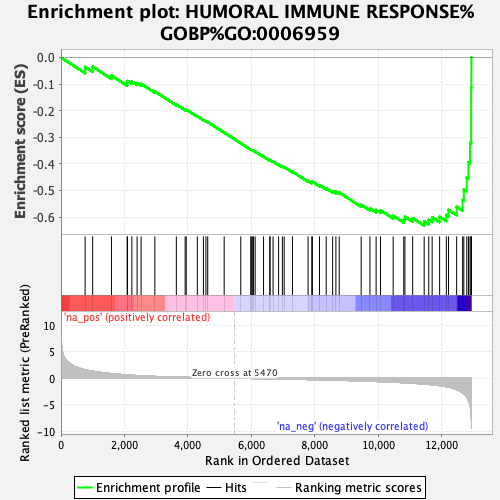 Enrichment plot: HUMORAL IMMUNE RESPONSE%
GOBP%GO:0006959
Enrichment score (ES)
0.0
-0.1
-0.2
-0.3
-0.4
-0.5
-0.6
'na_pos' (positively correlated)
Ranked list metric (PreRanked)
10
5
0
-5
-10
Zero cross at 5470
'na_neg' (negatively correlated)
0
2,000
4,000
6,000
8,000
10,000
12,000
Rank in Ordered Dataset
Enrichment profile
Hits
Ranking metric scores